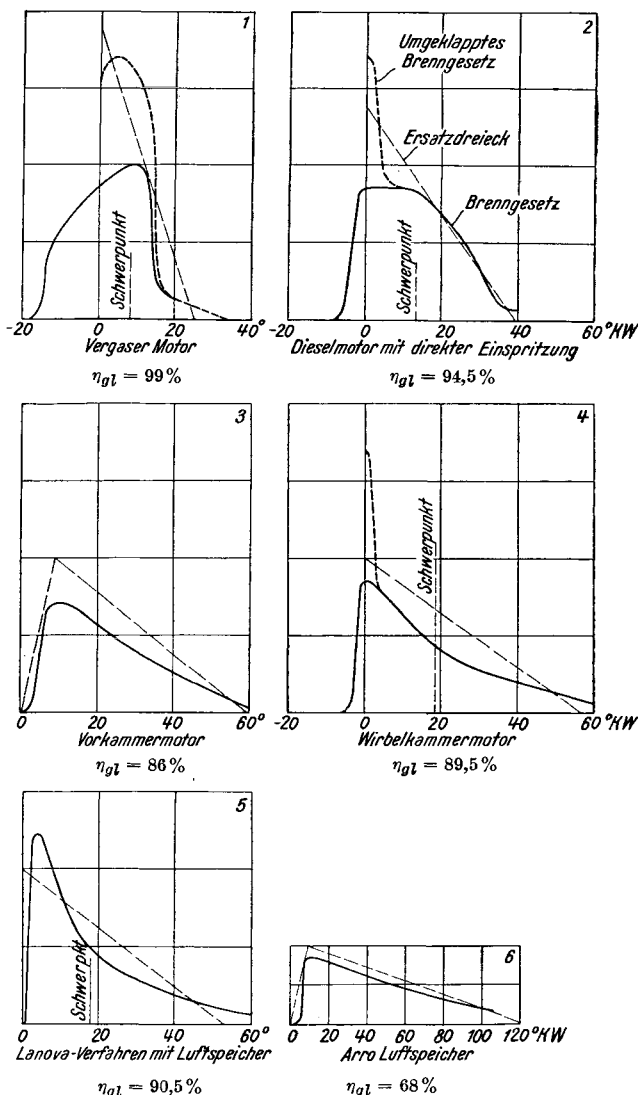 1
Schwerpunkt
-20 0 20 40°
Vergaser Motor
ηgl = 99%
2
Umgeklapptes
Brenngesetz
Ersatzdreieck
Brenngesetz
Schwerpunkt
-20 0 20 40 60°KW
Dieselmotor mit direkter Einspritzung
ηgl = 94,5%
3
0 20 40 60°
Vorkammermotor
ηgl = 86%
4
Schwerpunkt
-20 0 20 40 60°KW
Wirbelkammermotor
ηgl = 89,5%
5
Schwerpkt
0 20 40 60°
Lanova-Verfahren mit Luftspeicher
ηgl = 90,5%
6
0 20 40 60 80 100 120°KW
Arro Luftspeicher
ηgl = 68%